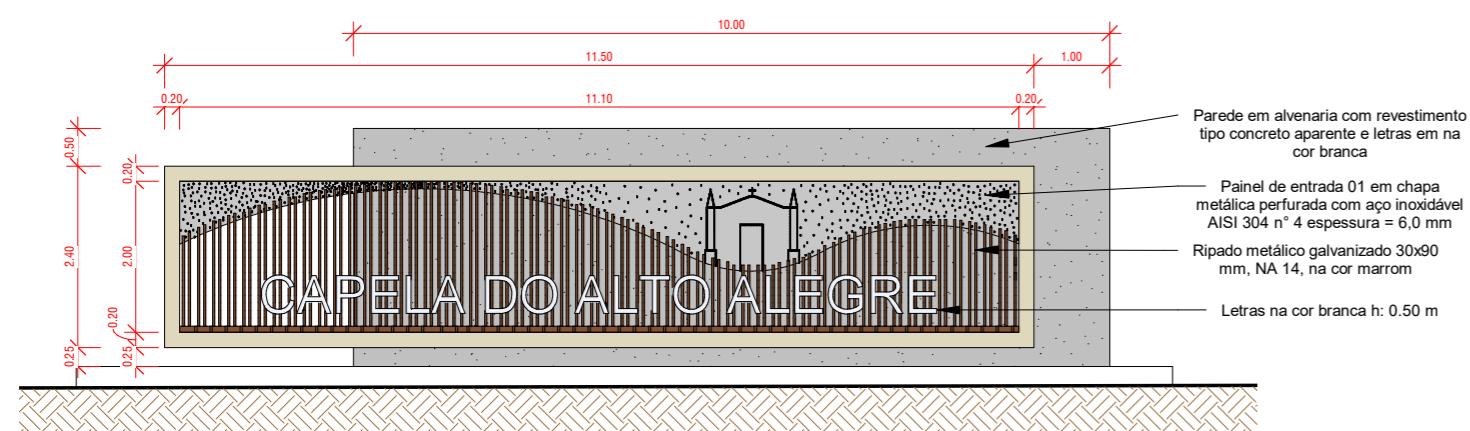 10.00
11.50
1.00
0.20
11.10
0.20
0.50
0.20
2.40
2.00
0.20
0.25
0.25
Parede em alvenaria com revestimento
tipo concreto aparente e letras em na
cor branca
Painel de entrada 01 em chapa
metálica perfurada com aço inoxidável
AISI 304 n° 4 espessura = 6,0 mm
Ripado metálico galvanizado 30x90
mm, NA 14, na cor marrom
CAPELA DO ALTO ALEGRE
Letras na cor branca h: 0.50 m